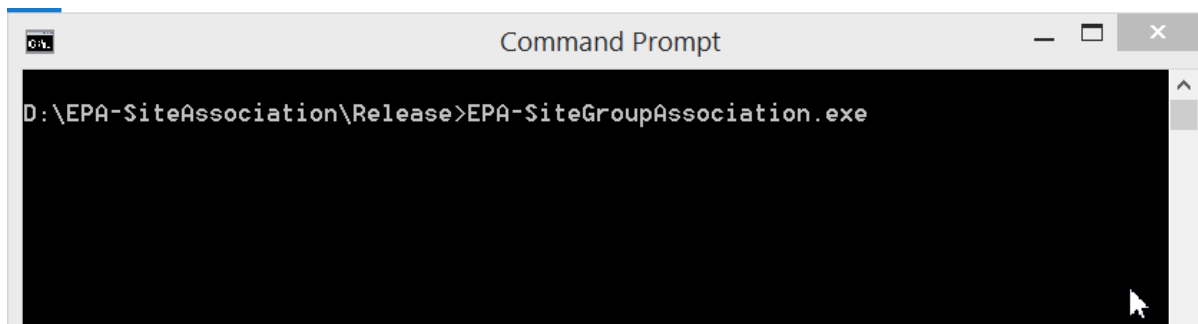 C:\.
Command Prompt
D:\EPA-SiteAssociation\Release>EPA-SiteGroupAssociation.exe